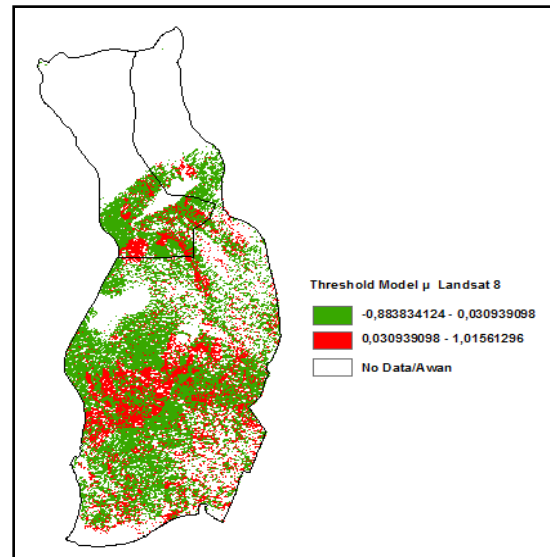 Threshold Model µ Landsat 8
-0,883834124 - 0,030939098
0,030939098 - 1,01561296
No Data/Awan